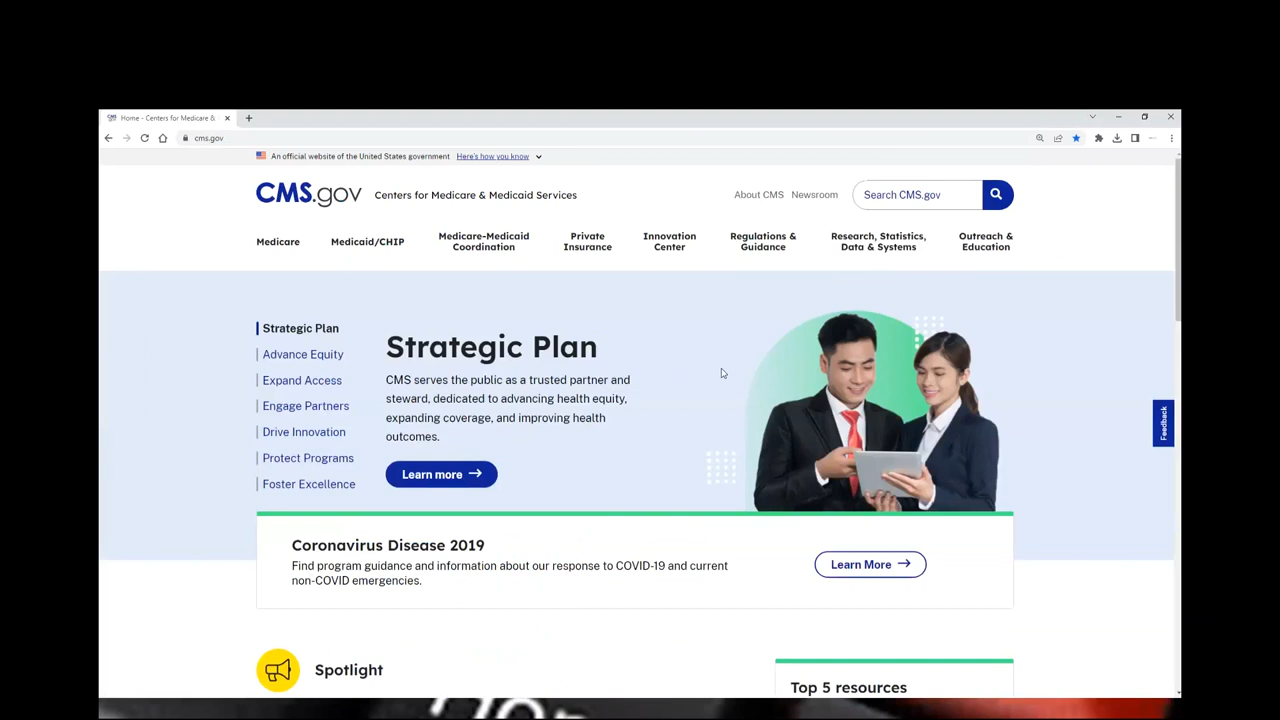 Home - Centers for Medicare &
cms.gov
An official website of the United States government Here's how you know
CMS.gov Centers for Medicare & Medicaid Services
About CMS Newsroom Search CMS.gov
Medicare
Medicaid/CHIP
Medicare-Medicaid
Coordination
Private
Insurance
Innovation
Center
Regulations &
Guidance
Research, Statistics,
Data & Systems
Outreach &
Education
Strategic Plan
Advance Equity
Expand Access
Engage Partners
Drive Innovation
Protect Programs
Foster Excellence
Strategic Plan
CMS serves the public as a trusted partner and
steward, dedicated to advancing health equity,
expanding coverage, and improving health
outcomes.
Learn more
Feedback
Coronavirus Disease 2019
Find program guidance and information about our response to COVID-19 and current
non-COVID emergencies.
Learn More
Spotlight
Top 5 resources